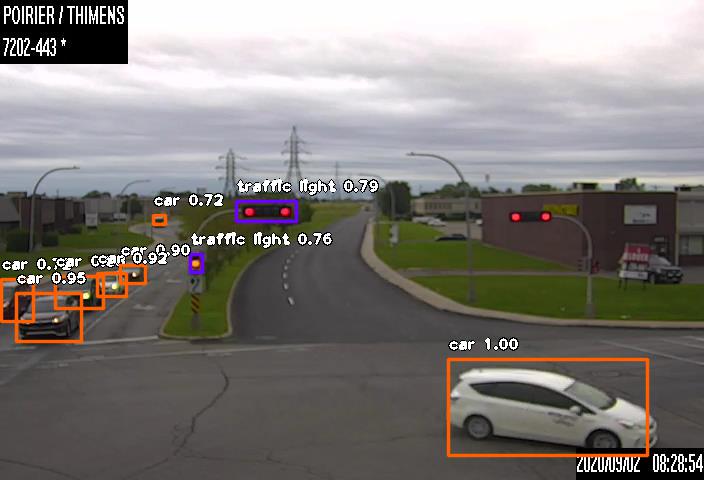 POIRIER / THIMENS
7202-443 *
traffic light 0.79
car 0.72
traffic light 0.76
car 0.90
car 0.92
car 0.95
car 1.00
2020/09/02 08:28:54